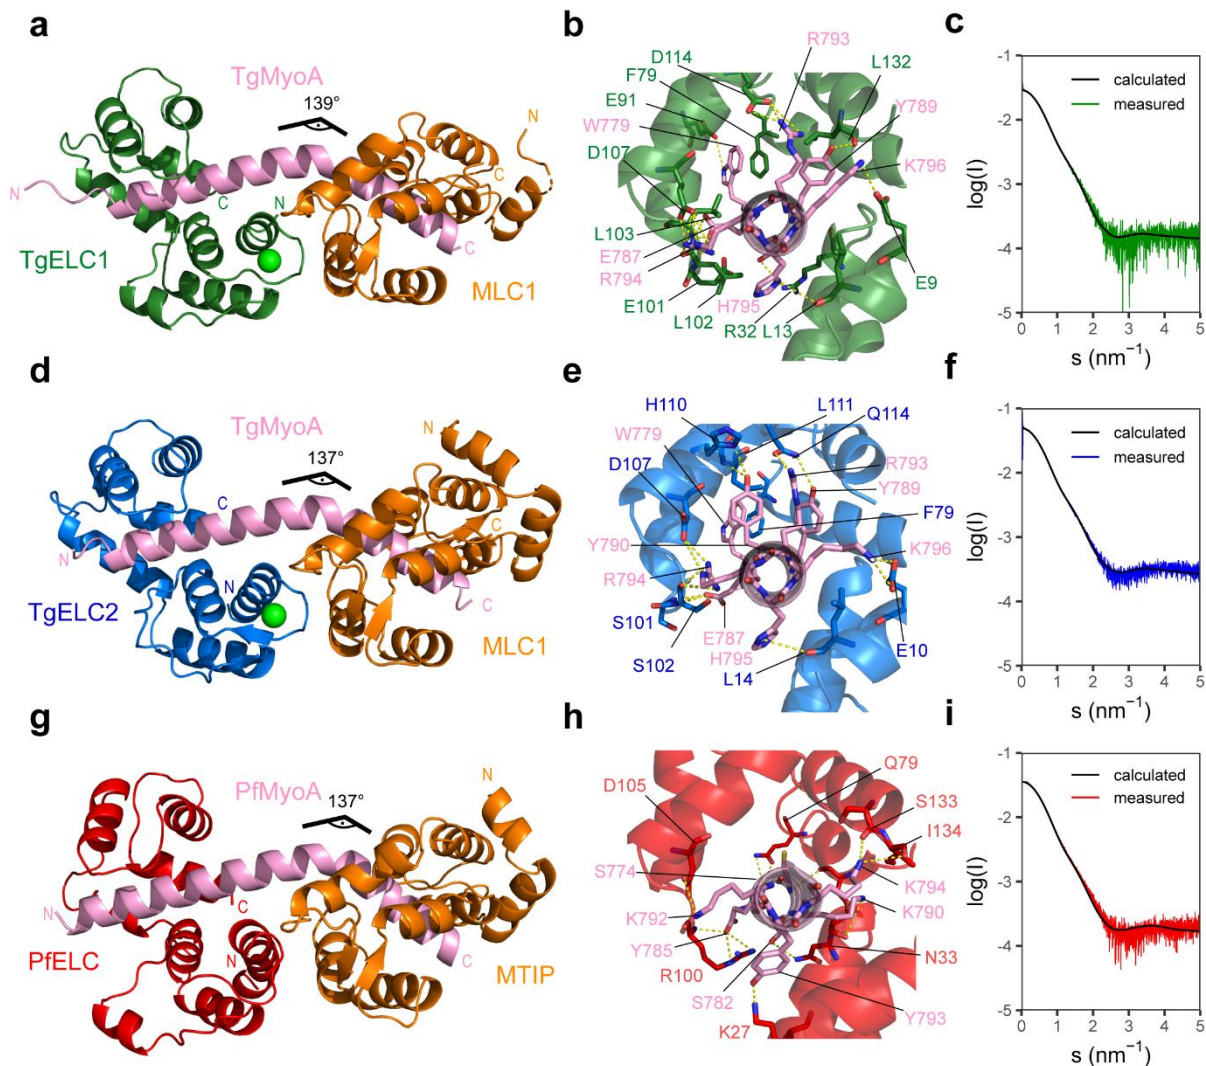 a
TgMyoA
139°
N
N
C
C
N
C
TgELC1
MLC1
b
R793
D114
F79
L132
E91
Y789
W779
D107
K796
L103
E787
R794
E9
E101
H795
L102
R32
L13
c
-1
calculated
measured
-2
log(I)
-3
-4
-5
0
1
2
3
4
5
s (nm⁻¹)
d
TgMyoA
N
137°
C
C
N
N
C
TgELC2
MLC1
e
H110
L111
Q114
W779
D107
R793
Y789
F79
Y790
K796
R794
S101
E787
E10
S102
H795
L14
f
-1
calculated
measured
-2
log(I)
-3
-4
-5
0
1
2
3
4
5
s (nm⁻¹)
g
PfMyoA
N
137°
C
N
C
N
C
PfELC
MTIP
h
Q79
D105
S133
I134
S774
K794
K792
K790
Y785
N33
R100
S782
Y793
K27
i
-1
calculated
measured
-2
log(I)
-3
-4
-5
0
1
2
3
4
5
s (nm⁻¹)